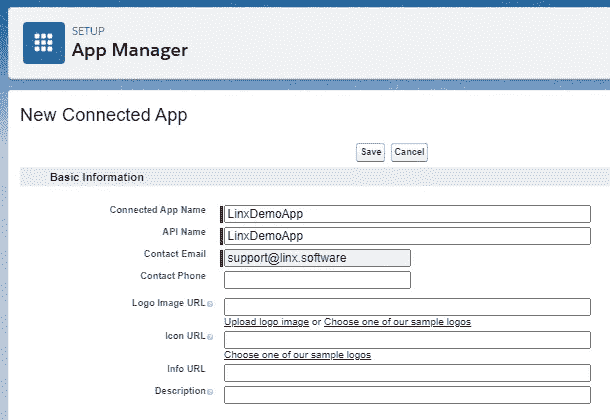 SETUP
App Manager
New Connected App
Save Cancel
Basic Information
Connected App Name LinxDemoApp
API Name LinxDemoApp
Contact Email support@linx.software
Contact Phone
Logo Image URL
Upload logo image or Choose one of our sample logos
Icon URL
Choose one of our sample logos
Info URL
Description